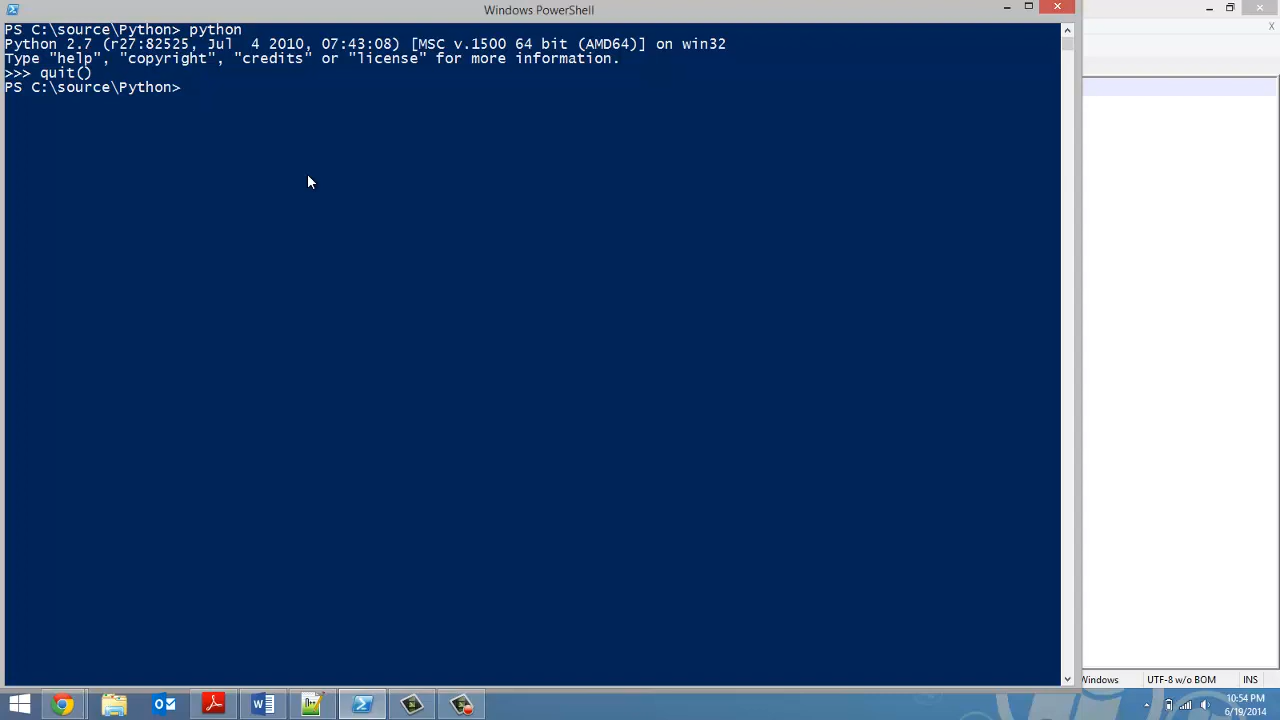 Windows PowerShell
PS C:\source\Python> python
Python 2.7 (r27:82525, Jul  4 2010, 07:43:08) [MSC v.1500 64 bit (AMD64)] on win32
Type "help", "copyright", "credits" or "license" for more information.
>>> quit()
PS C:\source\Python>
X
Windows
UTF-8 w/o BOM
INS
10:54 PM
6/19/2014